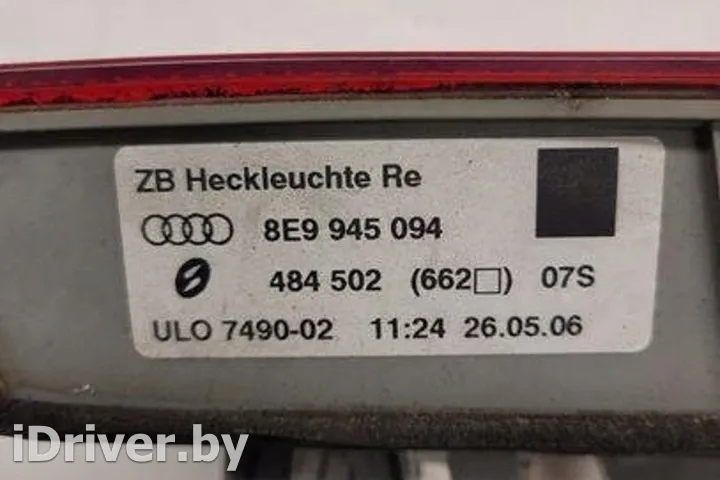 ZB Heckleuchte Re
8E9 945 094
484 502 (662□) 07S
ULO 7490-02 11:24 26.05.06
iDriver.by